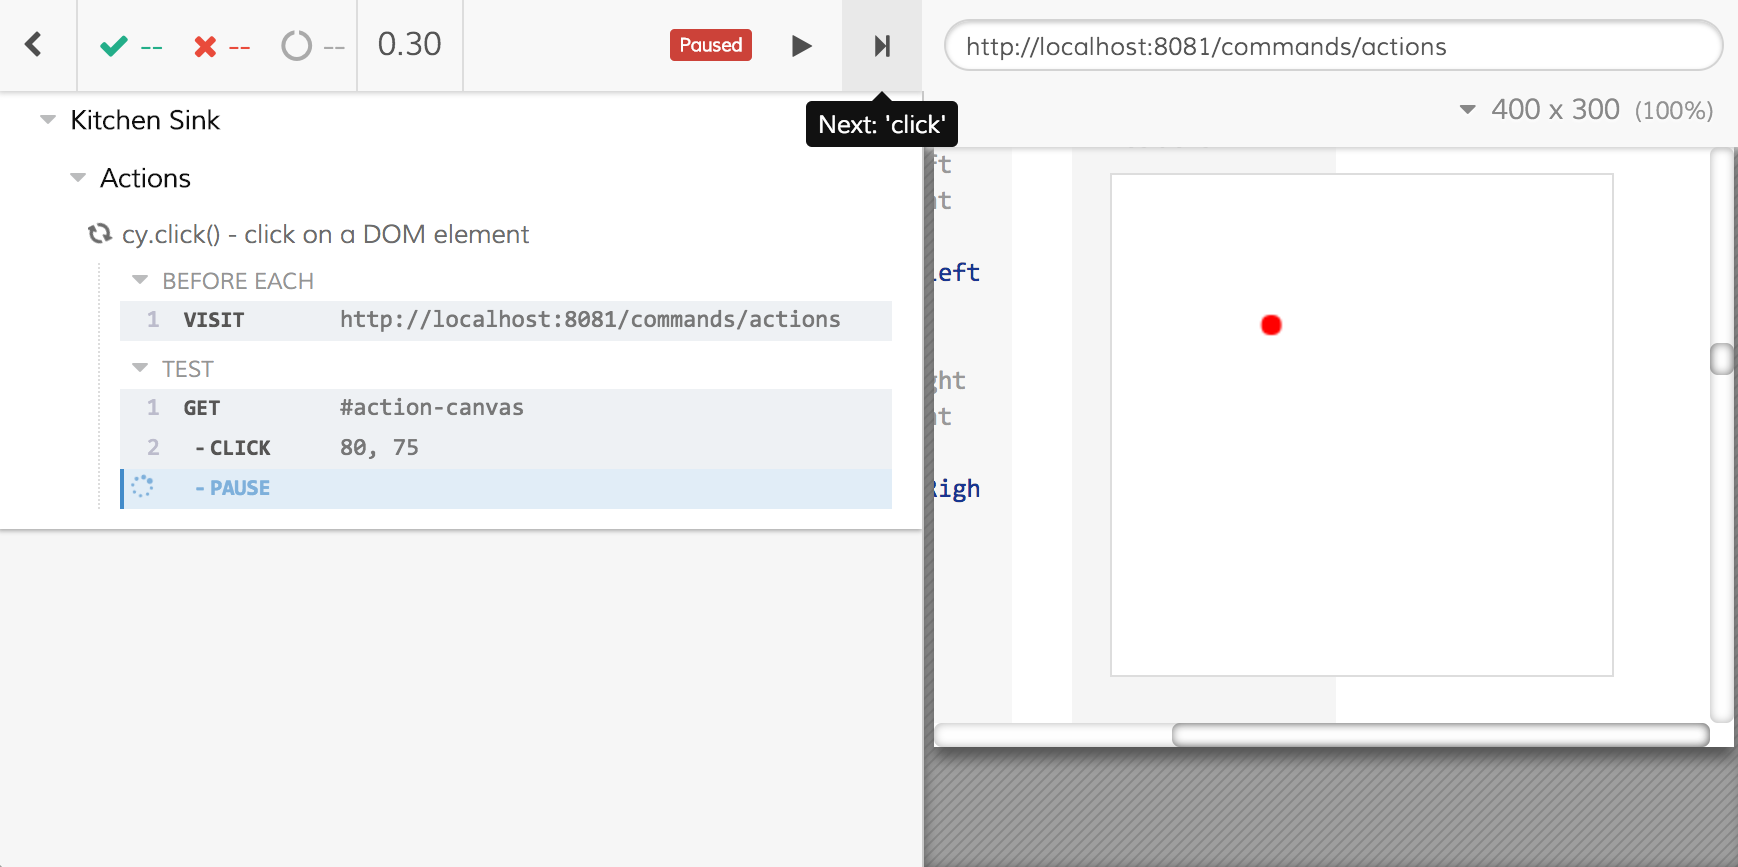 -- -- -- 0.30 Paused
http://localhost:8081/commands/actions
400 x 300 (100%)
Next: 'click'
Kitchen Sink
Actions
cy.click() - click on a DOM element
BEFORE EACH
1 VISIT http://localhost:8081/commands/actions
TEST
1 GET #action-canvas
2 - CLICK 80, 75
- PAUSE
ft
eft
ght
Righ